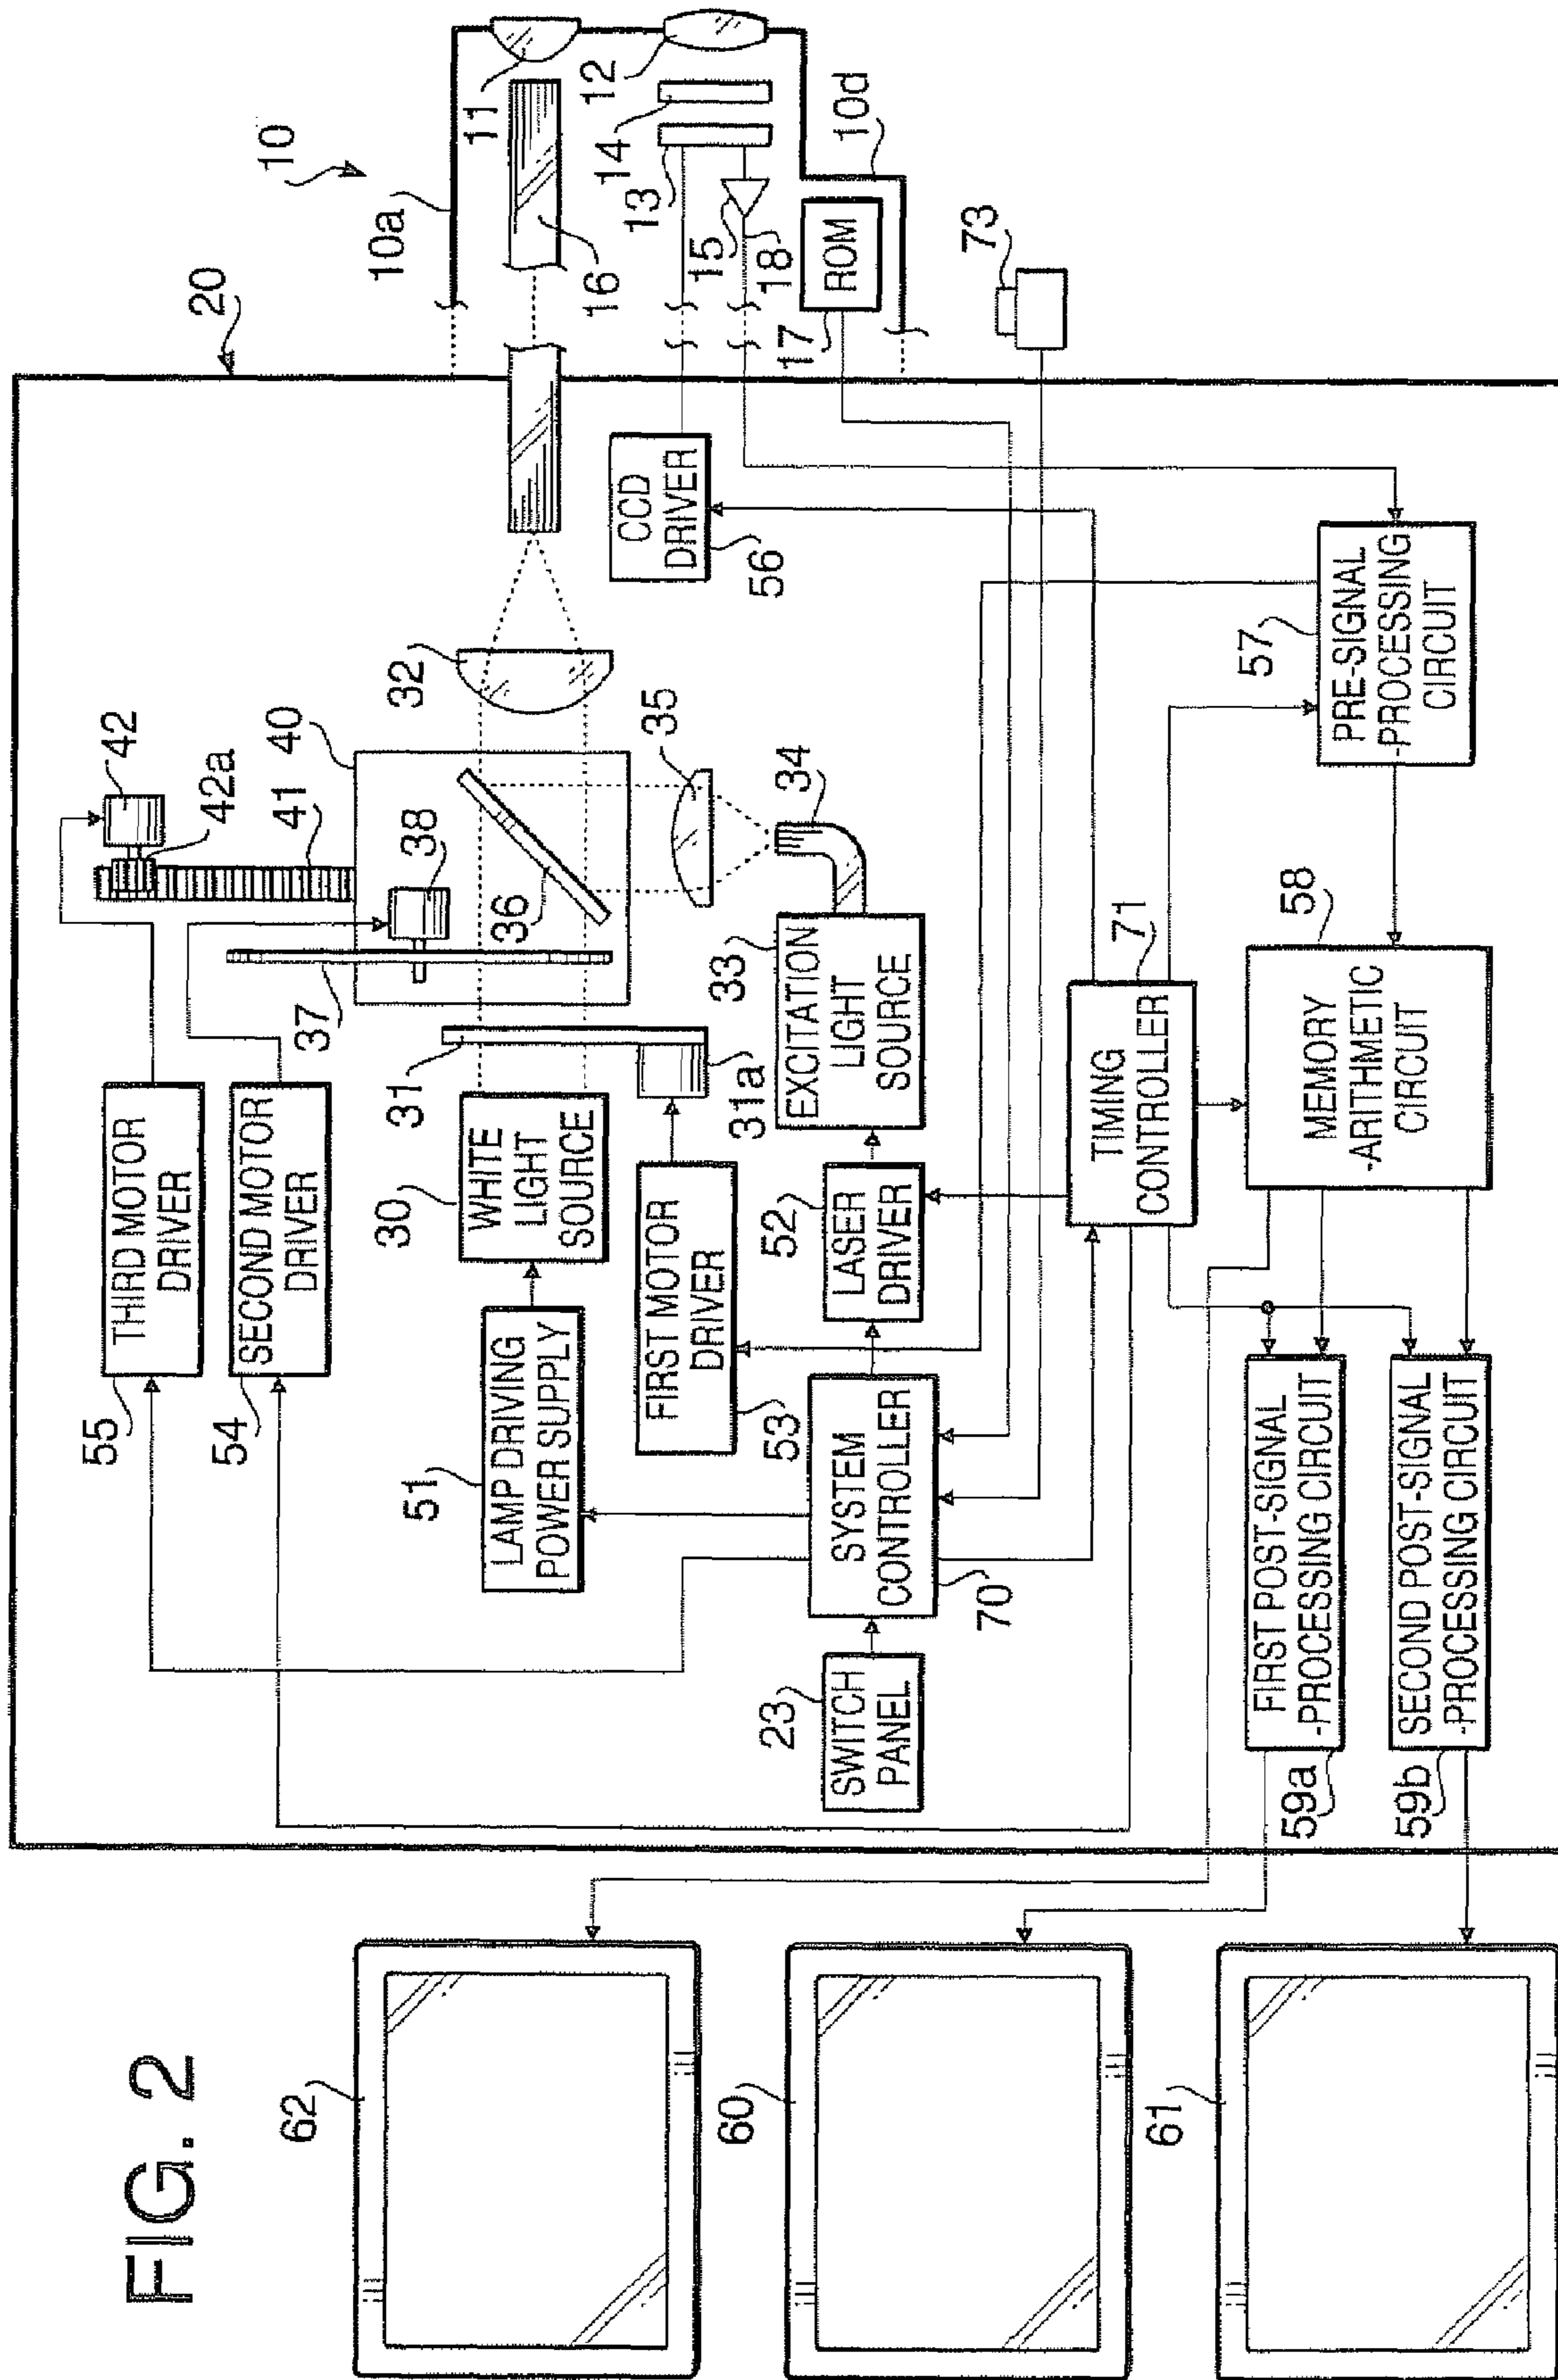 FIG. 2
10
10a
11
12
14
13
15
18
16
17
ROM
10d
73
20
42
42a
41
40
38
37
36
32
35
34
33
EXCITATION
LIGHT
SOURCE
31
31a
30
WHITE
LIGHT
SOURCE
55
THIRD MOTOR
DRIVER
54
SECOND MOTOR
DRIVER
51
LAMP DRIVING
POWER SUPPLY
53
FIRST MOTOR
DRIVER
52
LASER
DRIVER
56
CCD
DRIVER
57
PRE-SIGNAL
-PROCESSING
CIRCUIT
58
MEMORY
-ARITHMETIC
CIRCUIT
71
TIMING
CONTROLLER
70
SYSTEM
CONTROLLER
23
SWITCH
PANEL
59a
FIRST POST-SIGNAL
-PROCESSING CIRCUIT
59b
SECOND POST-SIGNAL
-PROCESSING CIRCUIT
62
60
61